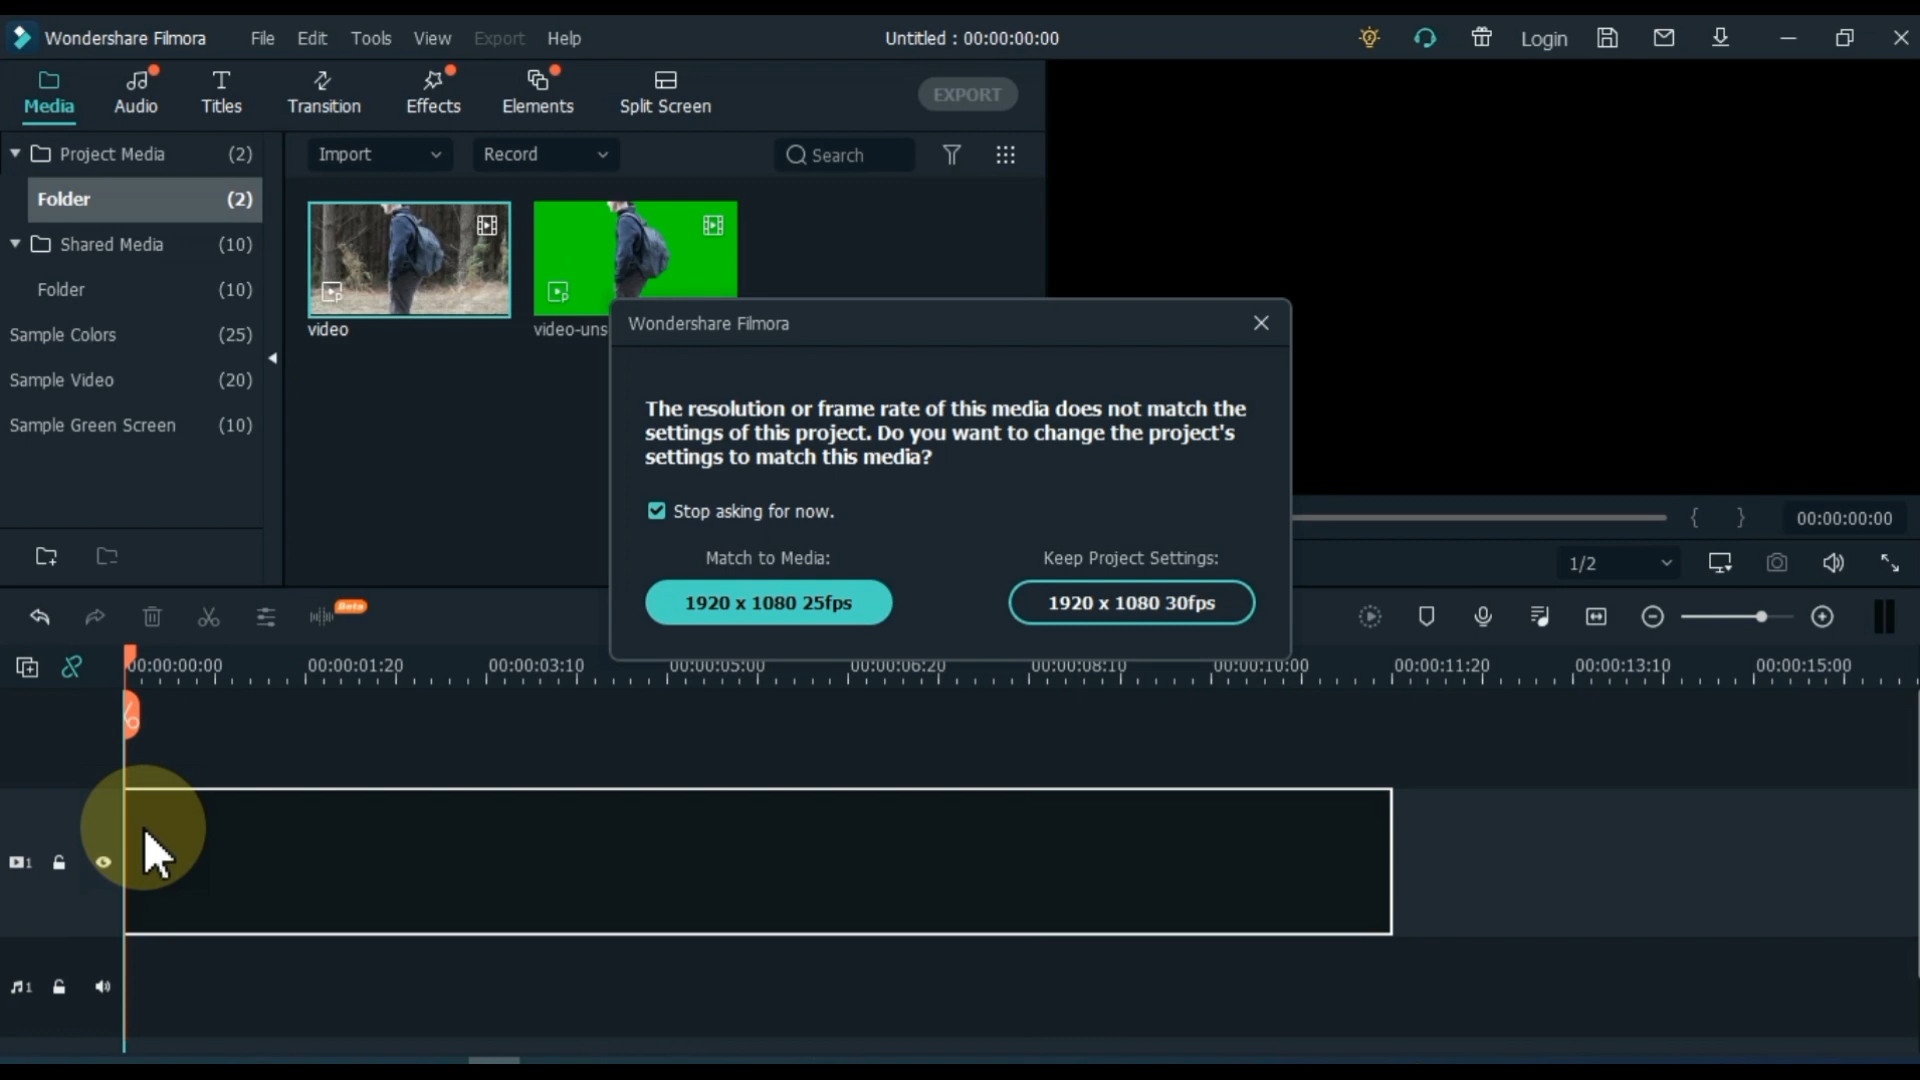 Wondershare Filmora File Edit Tools View Export Help Untitled : 00:00:00:00 Login
Media Audio Titles Transition Effects Elements Split Screen EXPORT
Project Media (2) Import Record Search
Folder (2)
Shared Media (10)
Folder (10)
Sample Colors (25)
Sample Video (20)
Sample Green Screen (10)
video video-uns
Wondershare Filmora
The resolution or frame rate of this media does not match the
settings of this project. Do you want to change the project's
settings to match this media?
Stop asking for now.
Match to Media: Keep Project Settings:
1920 x 1080 25fps 1920 x 1080 30fps
{ } 00:00:00:00
1/2
Beta
00:00:00:00 00:00:01:20 00:00:03:10 00:00:05:00 00:00:06:20 00:00:08:10 00:00:10:00 00:00:11:20 00:00:13:10 00:00:15:00
1
1